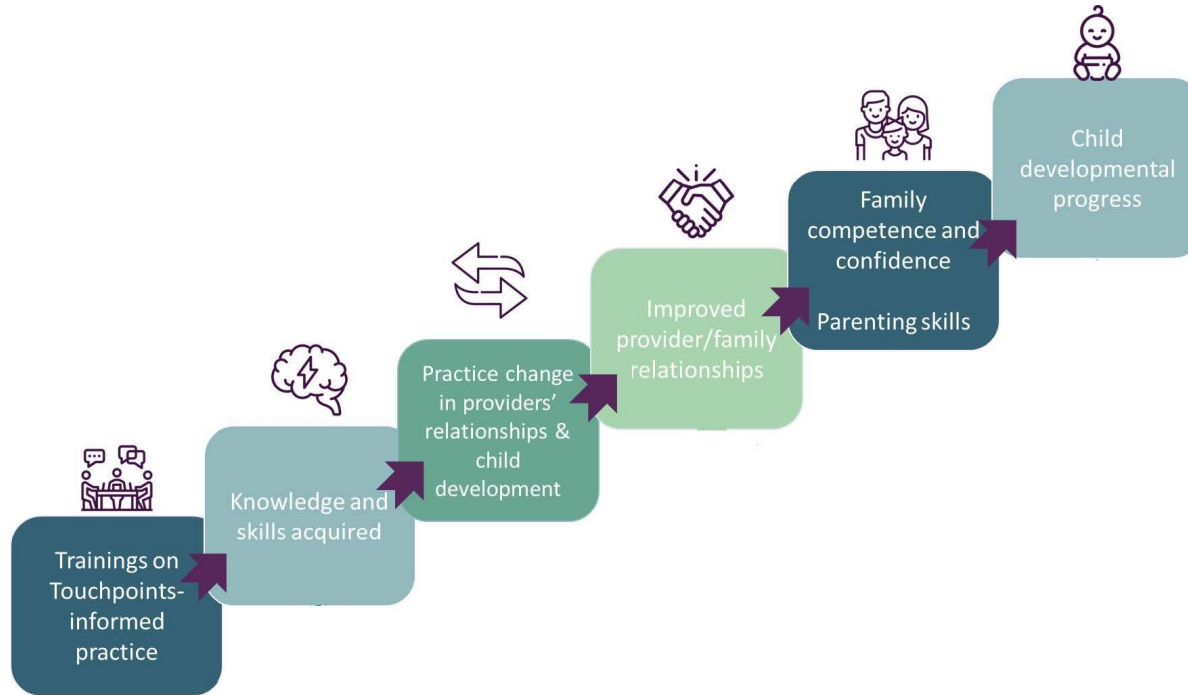 Trainings on
Touchpoints-
informed
practice
Knowledge and
skills acquired
Practice change
in providers’
relationships &
child
development
Improved
provider/family
relationships
Family
competence and
confidence
Parenting skills
Child
developmental
progress